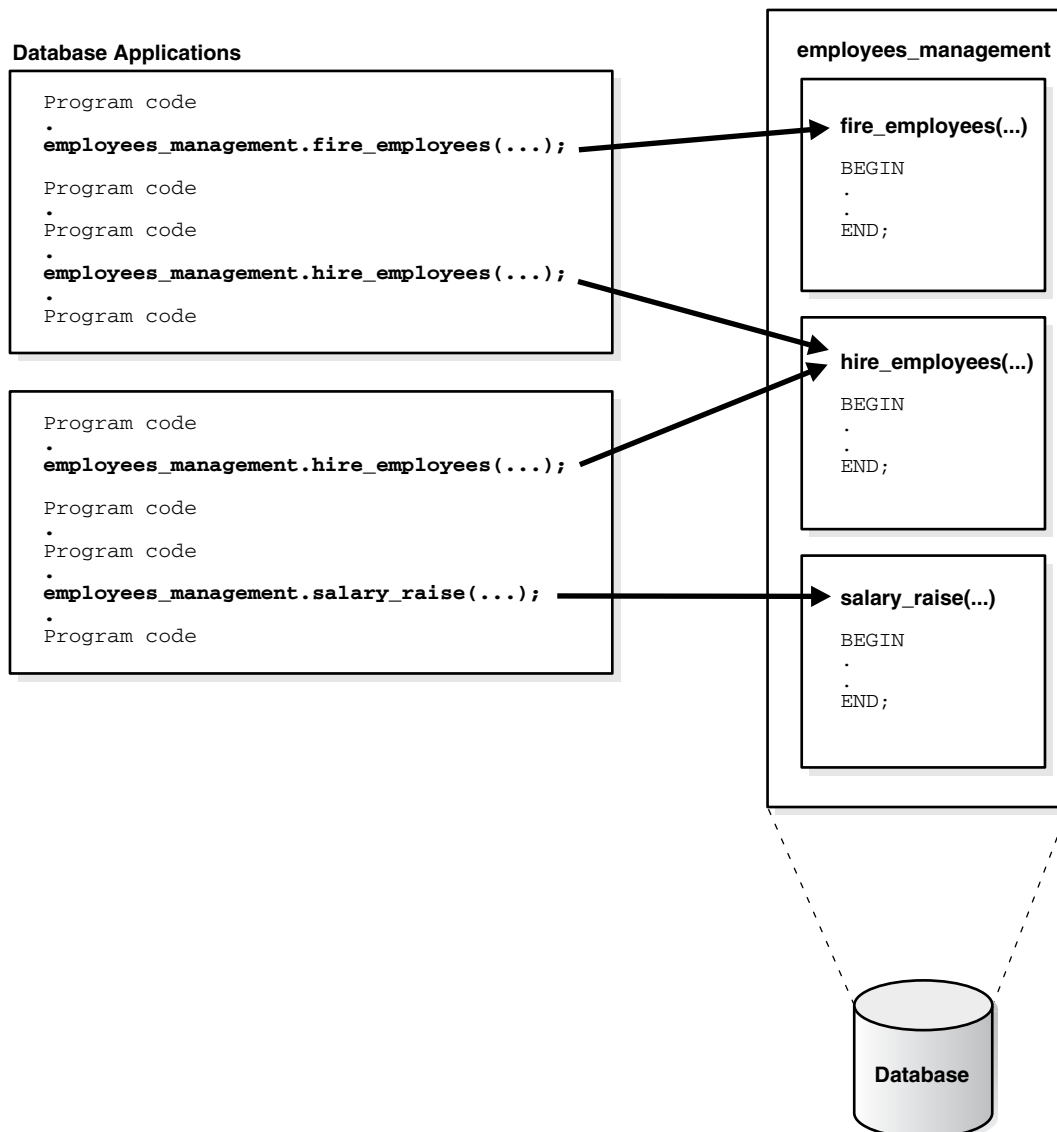 Database Applications
Program code
.
employees_management.fire_employees(...);
Program code
.
Program code
.
employees_management.hire_employees(...);
.
Program code
Program code
.
employees_management.hire_employees(...);
Program code
.
Program code
.
employees_management.salary_raise(...);
.
Program code
employees_management
fire_employees(...)
BEGIN
.
.
END;
hire_employees(...)
BEGIN
.
.
END;
salary_raise(...)
BEGIN
.
.
END;
Database